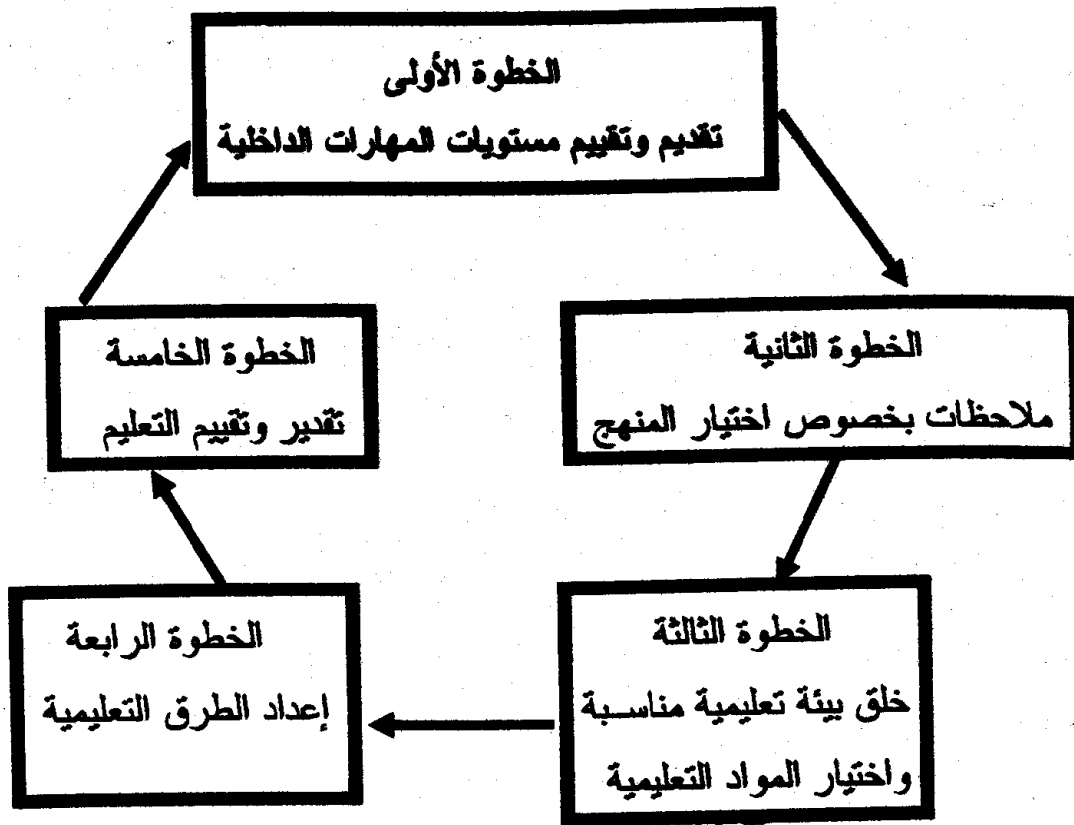 الخطوة الأولى
تقديم وتقييم مستويات المهارات الداخلية
الخطوة الثانية
ملاحظات بخصوص اختيار المنهج
الخطوة الثالثة
خلق بيئة تعليمية مناسبة
واختيار المواد التعليمية
الخطوة الرابعة
إعداد الطرق التعليمية
الخطوة الخامسة
تقدير وتقييم التعليم